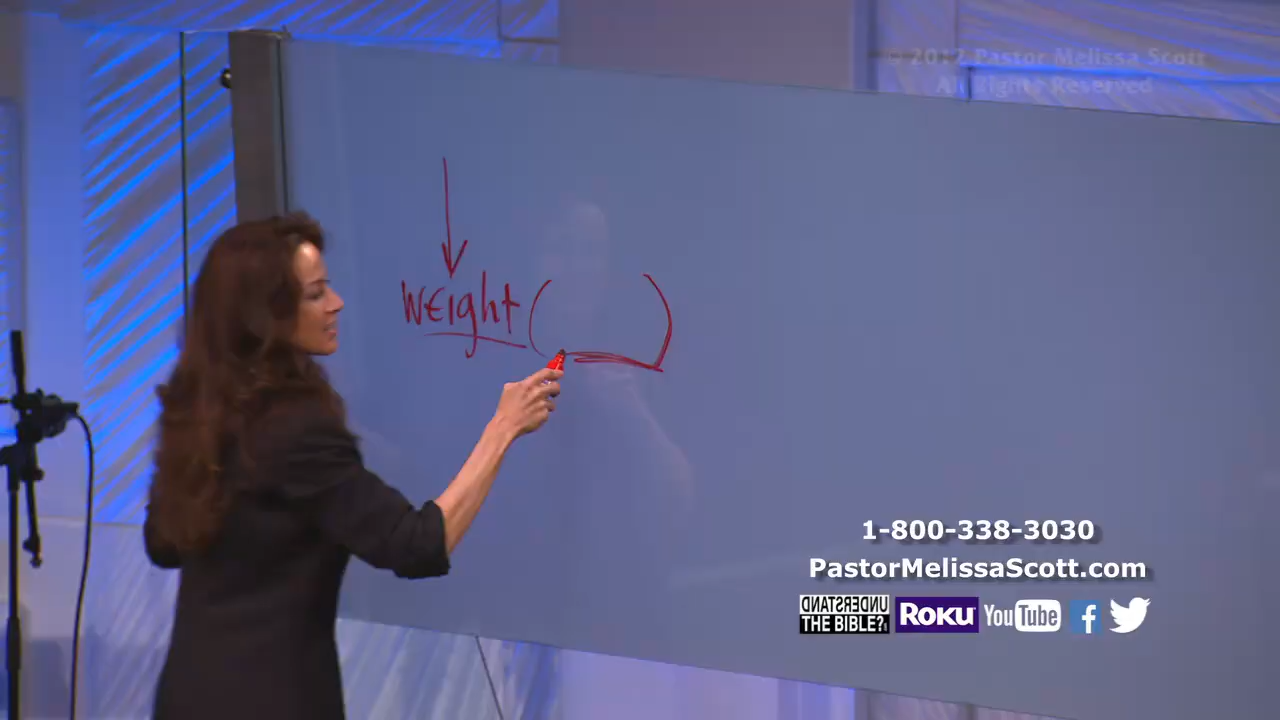 © 2012 Pastor Melissa Scott
All Rights Reserved
weight ( )
1-800-338-3030
PastorMelissaScott.com
UNDERSTAND
THE BIBLE?
ROKU
YouTube
f